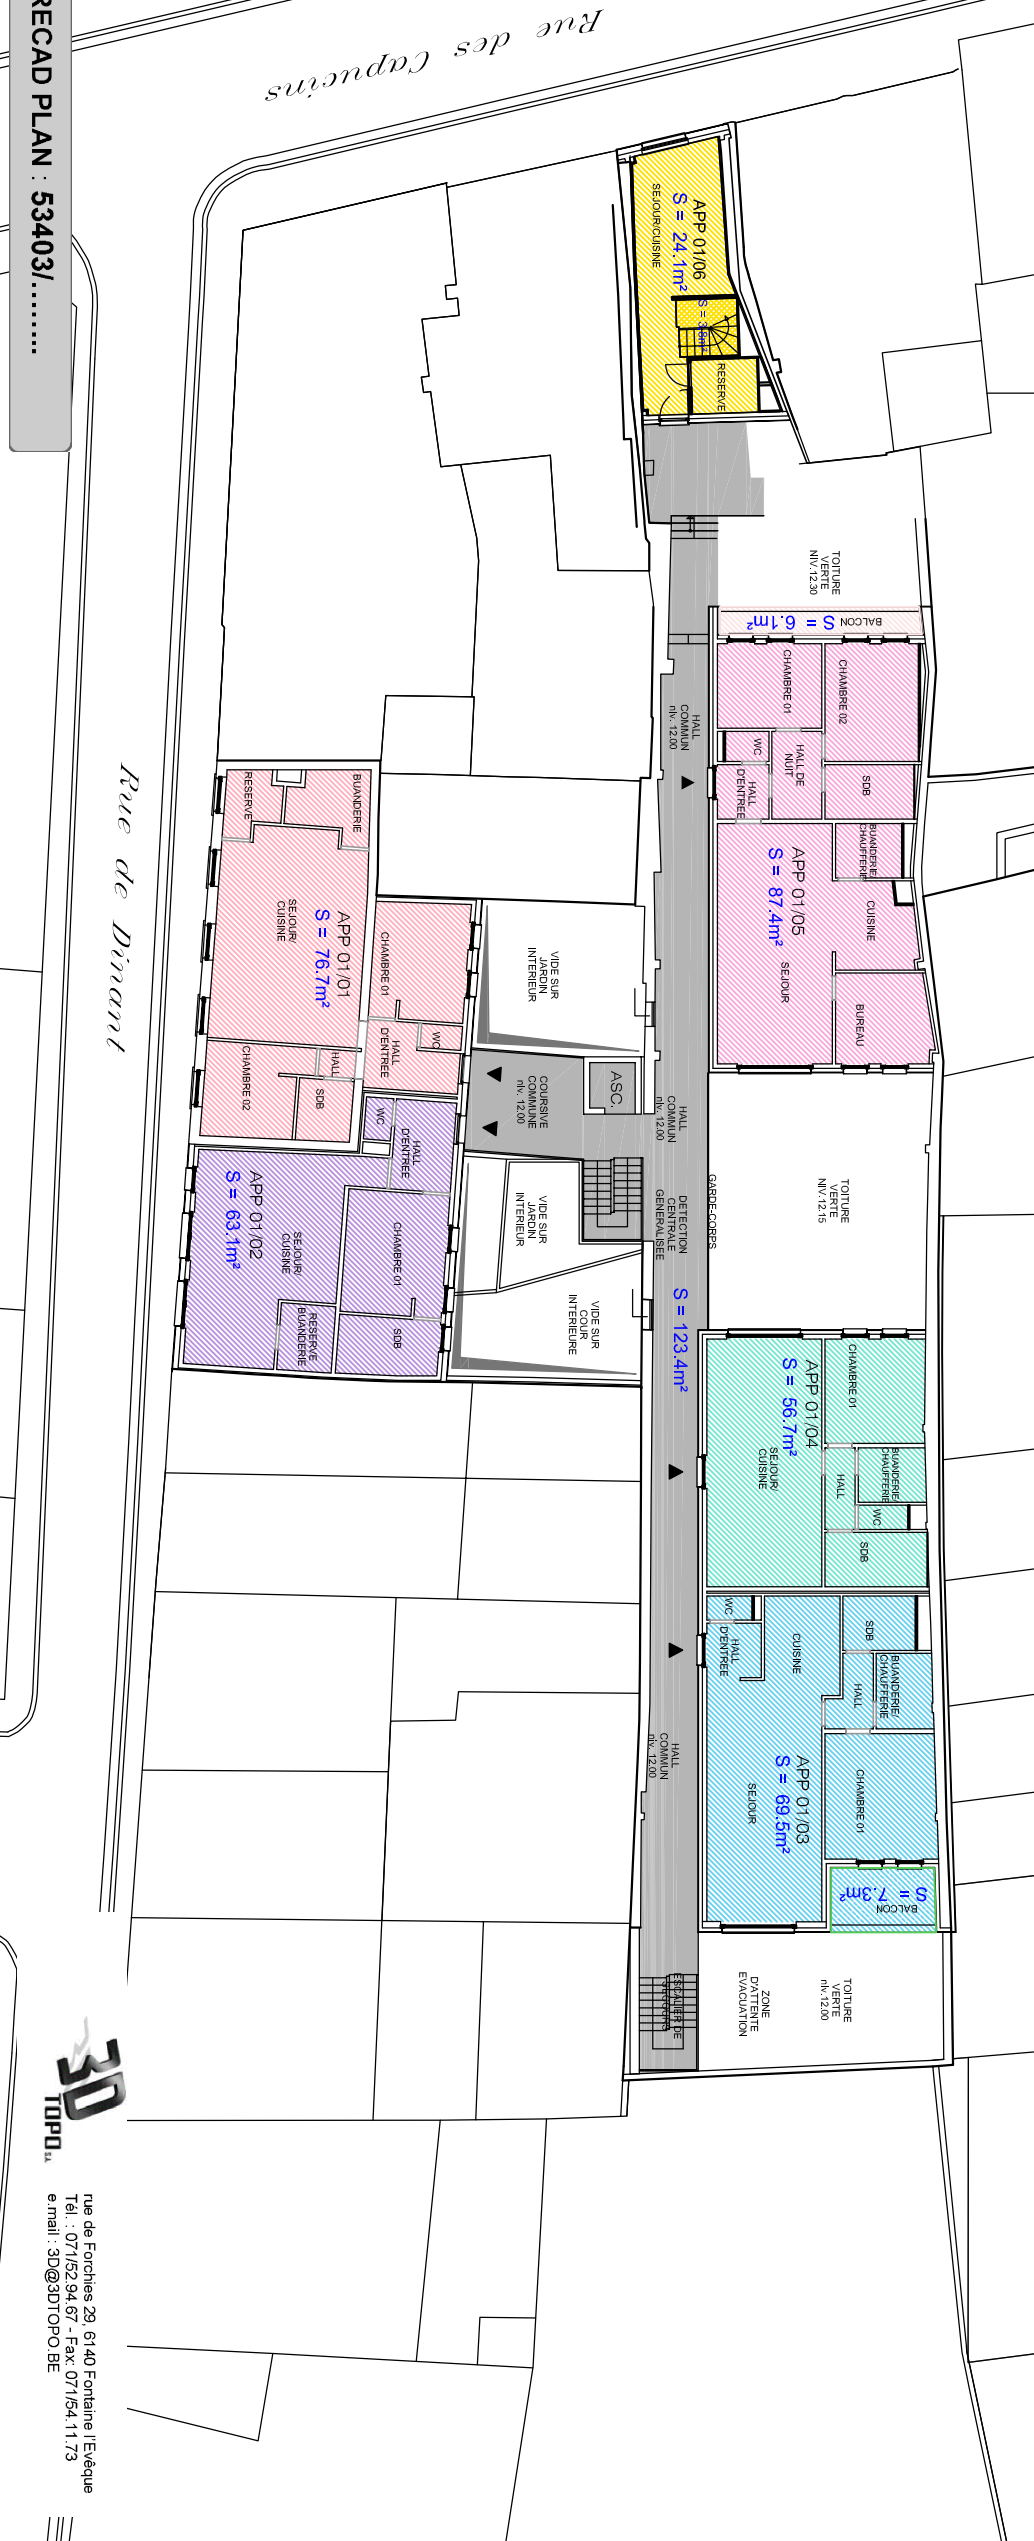 Rue des Capucins
RECAD PLAN : 53403/........
APP 01/06
S = 24.1m²
SEJOUR/CUISINE
RESERVE
TOITURE
VERTE
NIV.12.30
BALCON
S = 6.1m²
CHAMBRE 01
CHAMBRE 02
WC
HALL DE
NUIT
HALL
D'ENTREE
SDB
BUANDERIE/
CHAUFFERIE
CUISINE
APP 01/05
S = 87.4m²
SEJOUR
BUREAU
HALL
COMMUN
niv. 12.00
Rue de Dinant
BUANDERIE
RESERVE
SEJOUR/
CUISINE
APP 01/01
S = 76.7m²
CHAMBRE 01
WC
HALL
D'ENTREE
HALL
SDB
CHAMBRE 02
VIDE SUR
JARDIN
INTERIEUR
COURSIVE
COMMUNE
niv. 12.00
ASC.
HALL
COMMUN
niv. 12.00
GARDE-CORPS
DETECTION
CENTRALE
GENERALISEE
TOITURE
VERTE
NIV.12.15
WC
HALL
D'ENTREE
APP 01/02
S = 63.1m²
SEJOUR/
CUISINE
CHAMBRE 01
RESERVE
BUANDERIE
SDB
VIDE SUR
JARDIN
INTERIEUR
VIDE SUR
COUR
INTERIEURE
S = 123.4m²
APP 01/04
S = 56.7m²
SEJOUR/
CUISINE
CHAMBRE 01
BUANDERIE/
CHAUFFERIE
HALL
WC
SDB
WC
HALL
D'ENTREE
CUISINE
SDB
BUANDERIE/
CHAUFFERIE
HALL
APP 01/03
S = 69.5m²
SEJOUR
CHAMBRE 01
HALL
COMMUN
niv. 12.00
S = 7.3m²
BALCON
ESCALIER DE
SECOURS
ZONE
D'ATTENTE
EVACUATION
TOITURE
VERTE
niv.12.00
3D
TOPO S.A.
rue de Forchies 29, 6140 Fontaine l'Evêque
Tél. : 071/52.94.67 - Fax: 071/54.11.73
e.mail : 3D@3DTOPO.BE